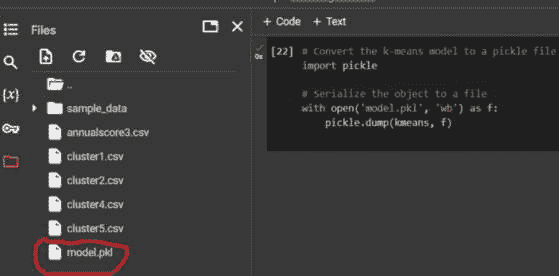 Files
..
sample_data
annualscore3.csv
cluster1.csv
cluster2.csv
cluster4.csv
cluster5.csv
model.pkl
{x}
+ Code + Text
0s
[22] # Convert the k-means model to a pickle file
import pickle
# Serialize the object to a file
with open('model.pkl', 'wb') as f:
pickle.dump(kmeans, f)